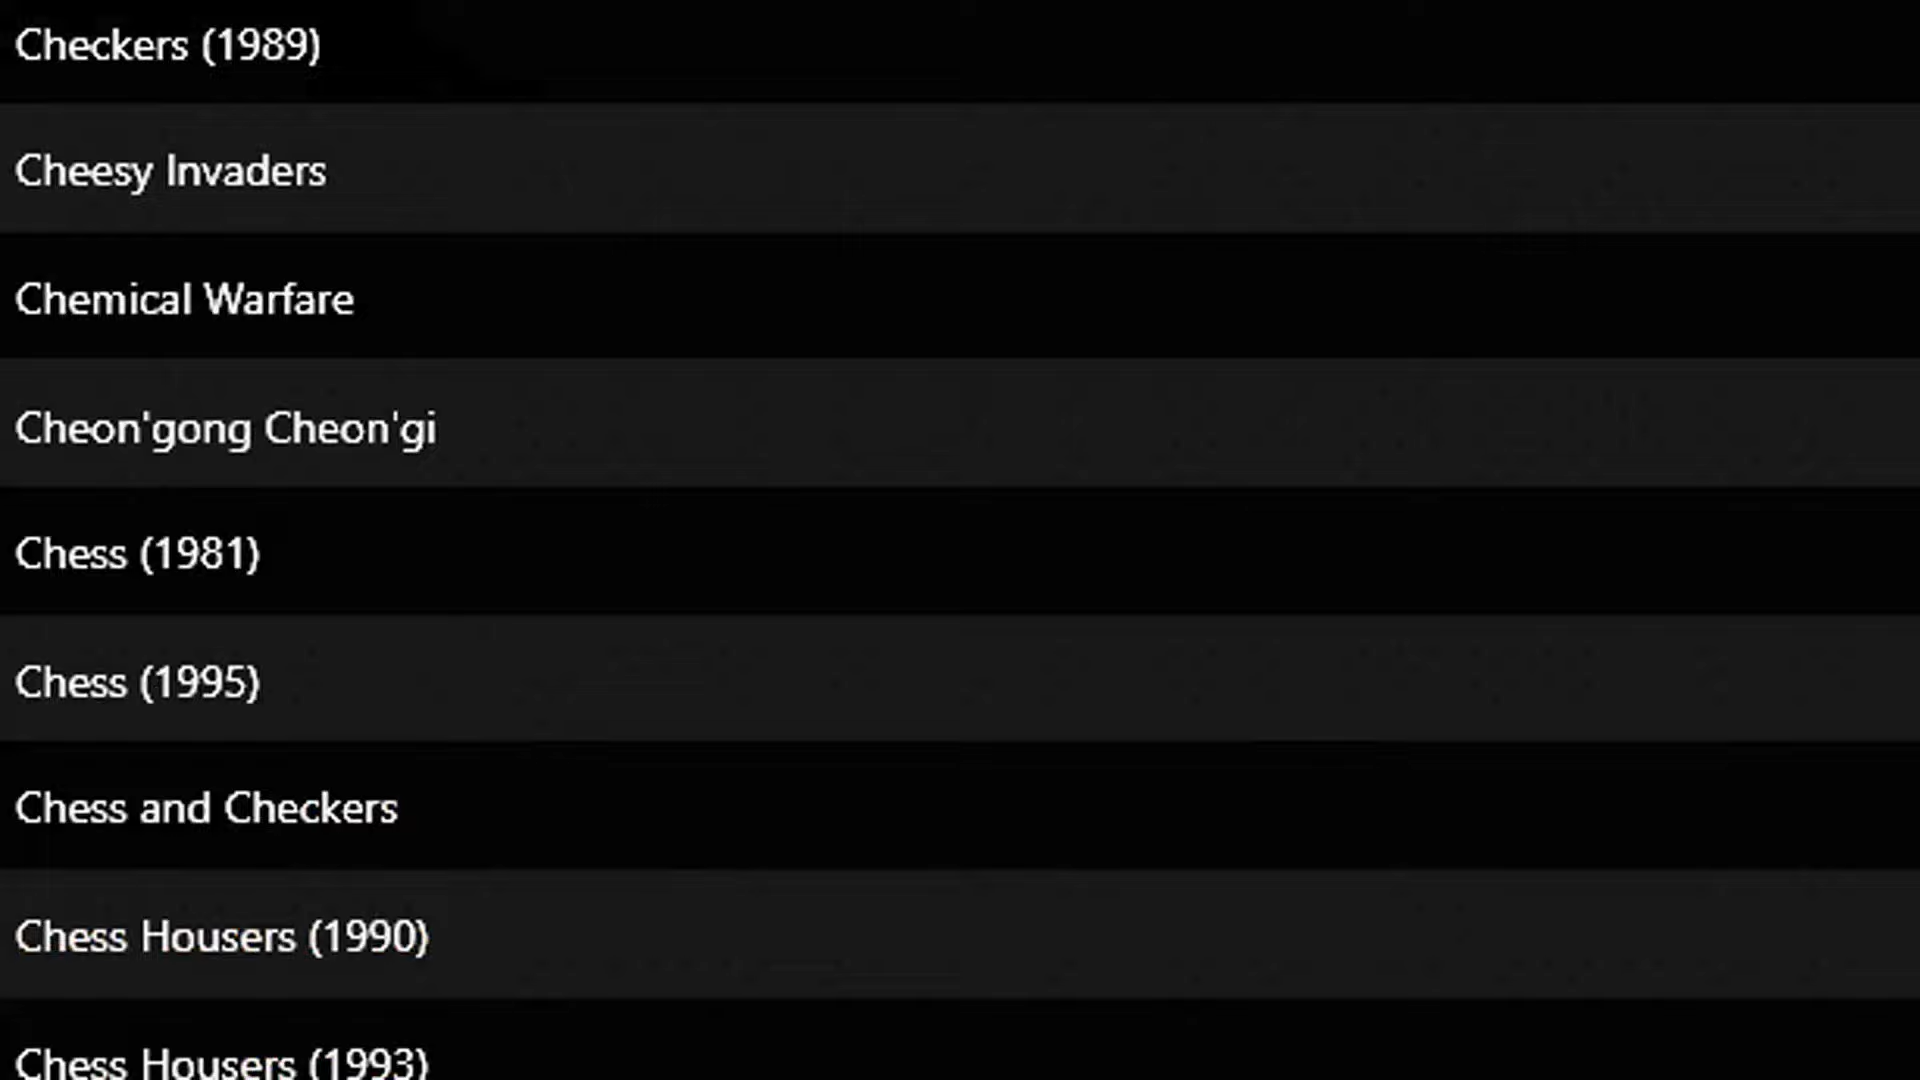 Checkers (1989)
Cheesy Invaders
Chemical Warfare
Cheon'gong Cheon'gi
Chess (1981)
Chess (1995)
Chess and Checkers
Chess Housers (1990)
Chess Housers (1993)